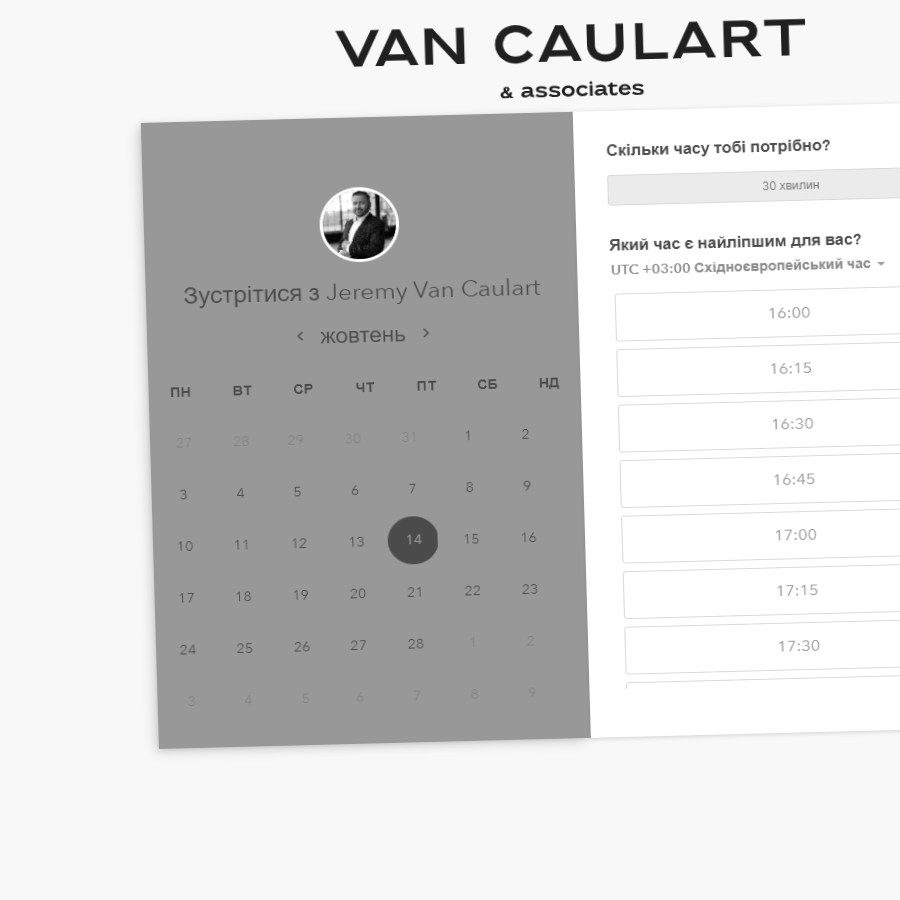 VAN CAULART
& associates
Зустрітися з Jeremy Van Caulart
жовтень
ПН ВТ СР ЧТ ПТ СБ НД
27 28 29 30 31 1 2
3 4 5 6 7 8 9
10 11 12 13 14 15 16
17 18 19 20 21 22 23
24 25 26 27 28 1 2
3 4 5 6 7 8 9
Скільки часу тобі потрібно?
30 хвилин
Який час є найліпшим для вас?
UTC +03:00 Східноєвропейський час
16:00
16:15
16:30
16:45
17:00
17:15
17:30